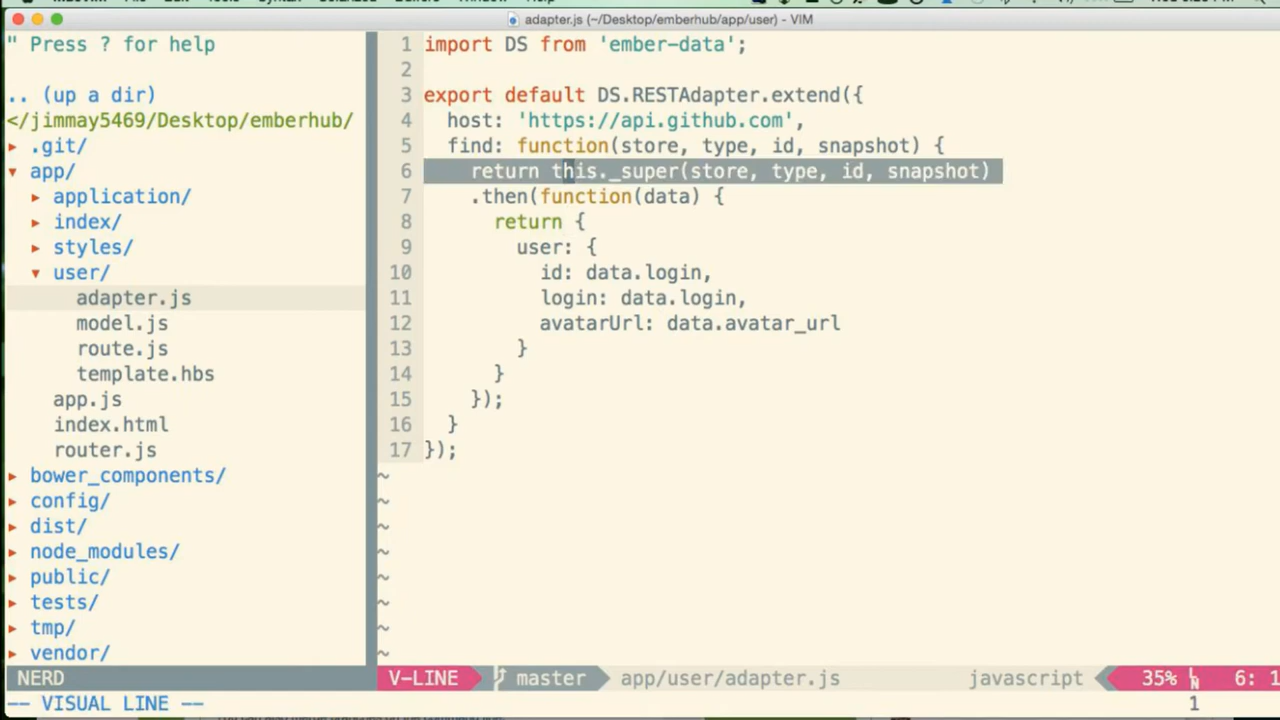 adapter.js (~/Desktop/emberhub/app/user) - VIM
" Press ? for help
.. (up a dir)
</jimmay5469/Desktop/emberhub/
▸ .git/
▾ app/
▸ application/
▸ index/
▸ styles/
▾ user/
adapter.js
model.js
route.js
template.hbs
app.js
index.html
router.js
▸ bower_components/
▸ config/
▸ dist/
▸ node_modules/
▸ public/
▸ tests/
▸ tmp/
▸ vendor/
1 import DS from 'ember-data';
2
3 export default DS.RESTAdapter.extend({
4 host: 'https://api.github.com',
5 find: function(store, type, id, snapshot) {
6 return this._super(store, type, id, snapshot)
7 .then(function(data) {
8 return {
9 user: {
10 id: data.login,
11 login: data.login,
12 avatarUrl: data.avatar_url
13 }
14 }
15 });
16 }
17 });
~
~
~
~
~
~
~
~
NERD
V-LINE master app/user/adapter.js javascript 35% 6: 1
-- VISUAL LINE -- 1